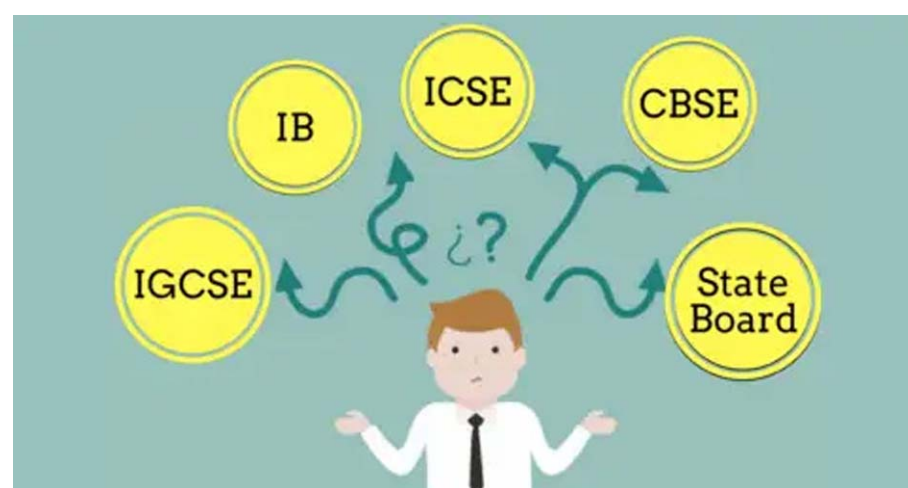 ICSE
CBSE
IB
¿?
IGCSE
State
Board